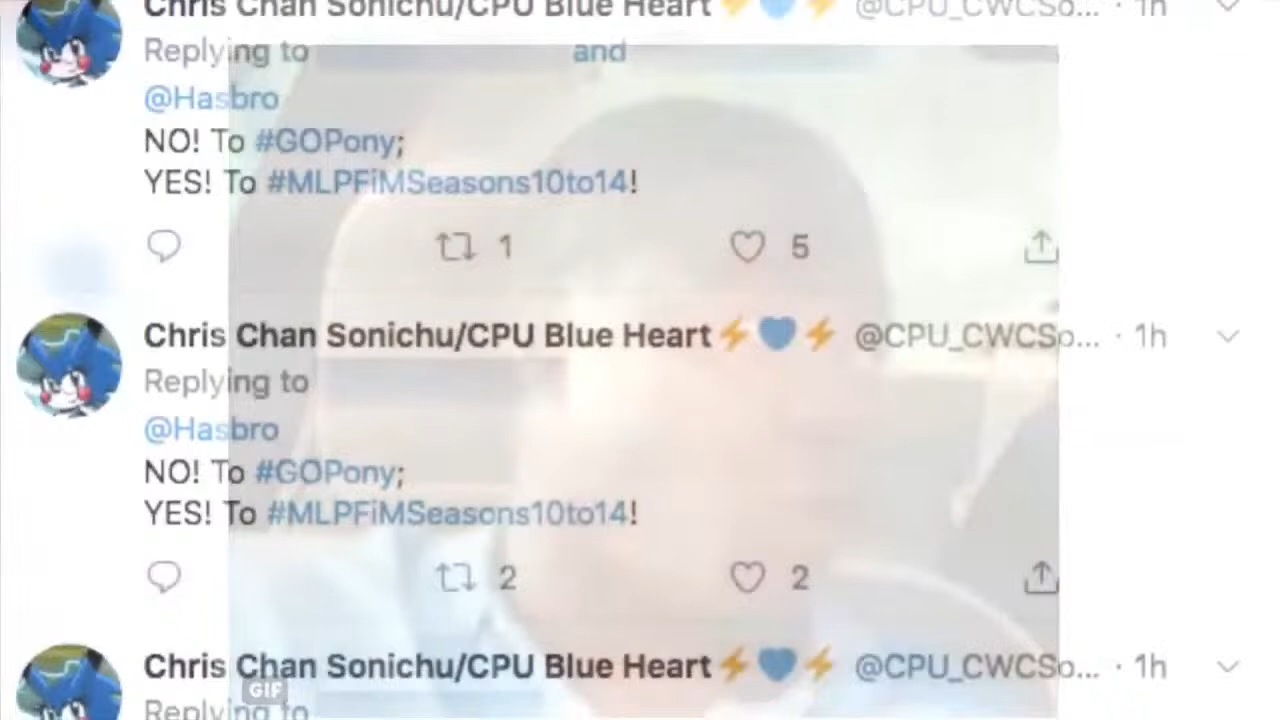 Chris Chan Sonichu/CPU Blue Heart⚡💙⚡ @CPU_CWCSo... · 1h
Replying to and
@Hasbro
NO! To #GOPony;
YES! To #MLPFiMSeasons10to14!
1 5
Chris Chan Sonichu/CPU Blue Heart⚡💙⚡ @CPU_CWCSo... · 1h
Replying to
@Hasbro
NO! To #GOPony;
YES! To #MLPFiMSeasons10to14!
2 2
Chris Chan Sonichu/CPU Blue Heart⚡💙⚡ @CPU_CWCSo... · 1h
GIF
Replying to